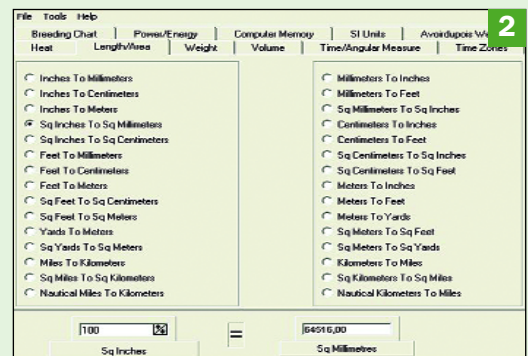 File Tools Help
2
Breeding Chart Power/Energy Computer Memory SI Units Avoirdupois
Heat Length/Area Weight Volume Time/Angular Measure Time Zones
Inches To Millimeters
Inches To Centimeters
Inches To Meters
Sq Inches To Sq Millimeters
Sq Inches To Sq Centimeters
Feet To Millimeters
Feet To Centimeters
Feet To Meters
Sq Feet To Sq Centimeters
Sq Feet To Sq Meters
Yards To Meters
Sq Yards To Sq Meters
Miles To Kilometers
Sq Miles To Sq Kilometers
Nautical Miles To Kilometers
Millimeters To Inches
Millimeters To Feet
Sq Millimeters To Sq Inches
Centimeters To Inches
Centimeters To Feet
Sq Centimeters To Sq Inches
Sq Centimeters To Sq Feet
Meters To Inches
Meters To Feet
Meters To Yards
Sq Meters To Sq Feet
Sq Meters To Sq Yards
Kilometers To Miles
Sq Kilometers To Sq Miles
Nautical Kilometers To Miles
100 = 64516,00
Sq Inches Sq Millimetres